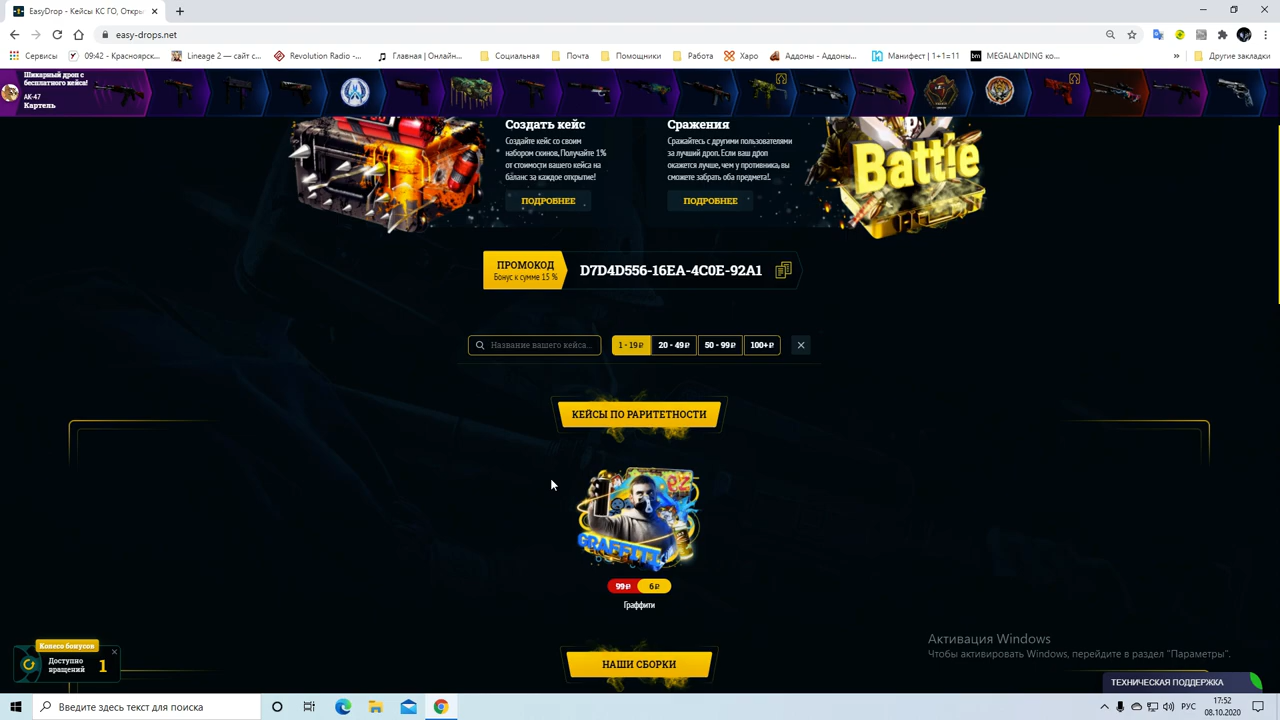 EasyDrop - Кейсы КС ГО, Откры
easy-drops.net
Сервисы
09:42 - Красноярск...
Lineage 2 — сайт с...
Revolution Radio -...
Главная | Онлайн...
Социальная
Почта
Помощники
Работа
Харо
Аддоны - Аддоны...
Манифест | 1+1=11
MEGALANDING ко...
»
Другие закладки
Шикарный дроп с
бесплатного кейса!
AK-47
Картель
Создать кейс
Создайте кейс со своим
набором скинов, Получайте 1%
от стоимости вашего кейса на
баланс за каждое открытие!
ПОДРОБНЕЕ
Сражения
Сражайтесь с другими пользователями
за лучший дроп. Если ваш дроп
окажется лучше, чем у противника, вы
сможете забрать оба предмета!.
ПОДРОБНЕЕ
Battle
ПРОМОКОД
Бонус к сумме 15 %
D7D4D556-16EA-4C0E-92A1
Название вашего кейса...
1 - 19₽
20 - 49₽
50 - 99₽
100+₽
КЕЙСЫ ПО РАРИТЕТНОСТИ
ez
GRAFFITI
99₽
6₽
Граффити
НАШИ СБОРКИ
Колесо бонусов
Доступно
вращений
1
Активация Windows
Чтобы активировать Windows, перейдите в раздел "Параметры".
ТЕХНИЧЕСКАЯ ПОДДЕРЖКА
Введите здесь текст для поиска
РУС
17:52
08.10.2020